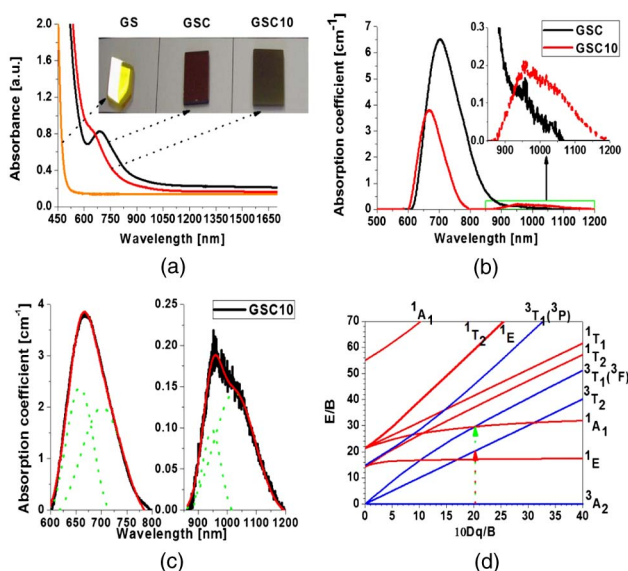 GS
GSC
GSC10
Absorbance [a.u.]
2.0
1.6
1.2
0.8
0.4
0.0
450 600 750 900 1050 1200 1350 1500 1650
Wavelength [nm]
(a)
Absorption coefficient [cm⁻¹]
7
6
5
4
3
2
1
0
GSC
GSC10
0.3
0.2
0.1
0.0
900 1000 1100 1200
500 600 700 800 900 1000 1100 1200
Wavelength [nm]
(b)
Absorption coefficient [cm⁻¹]
4
3
2
1
0
600 650 700 750 800
GSC10
0.25
0.20
0.15
0.10
0.05
0.00
900 1000 1100 1200
Wavelength [nm]
(c)
E/B
70
60
50
40
30
20
10
0
¹A₁
¹T₂
¹E
³T₁(³P)
¹T₁
¹T₂
³T₁(³F)
³T₂
¹A₁
¹E
³A₂
0 10 20 30 40
10Dq/B
(d)